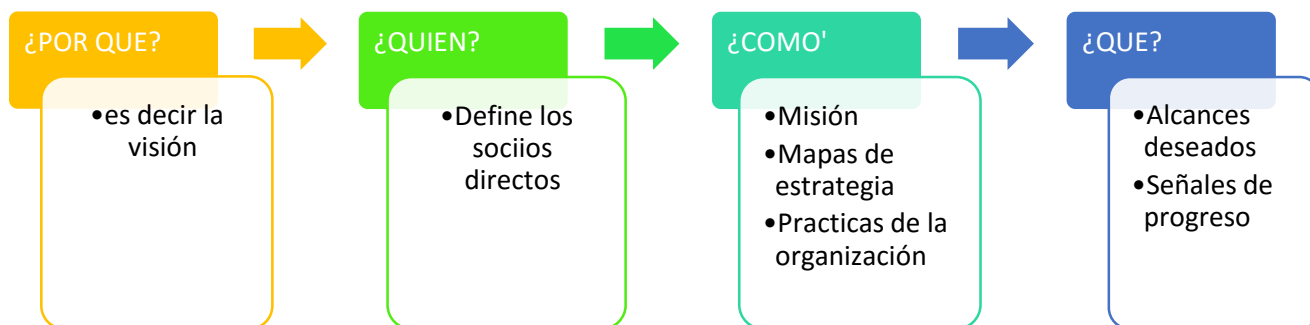 ¿POR QUE?
•es decir la
visión
¿QUIEN?
•Define los
sociios
directos
¿COMO'
•Misión
•Mapas de
estrategia
•Practicas de la
organización
¿QUE?
•Alcances
deseados
•Señales de
progreso